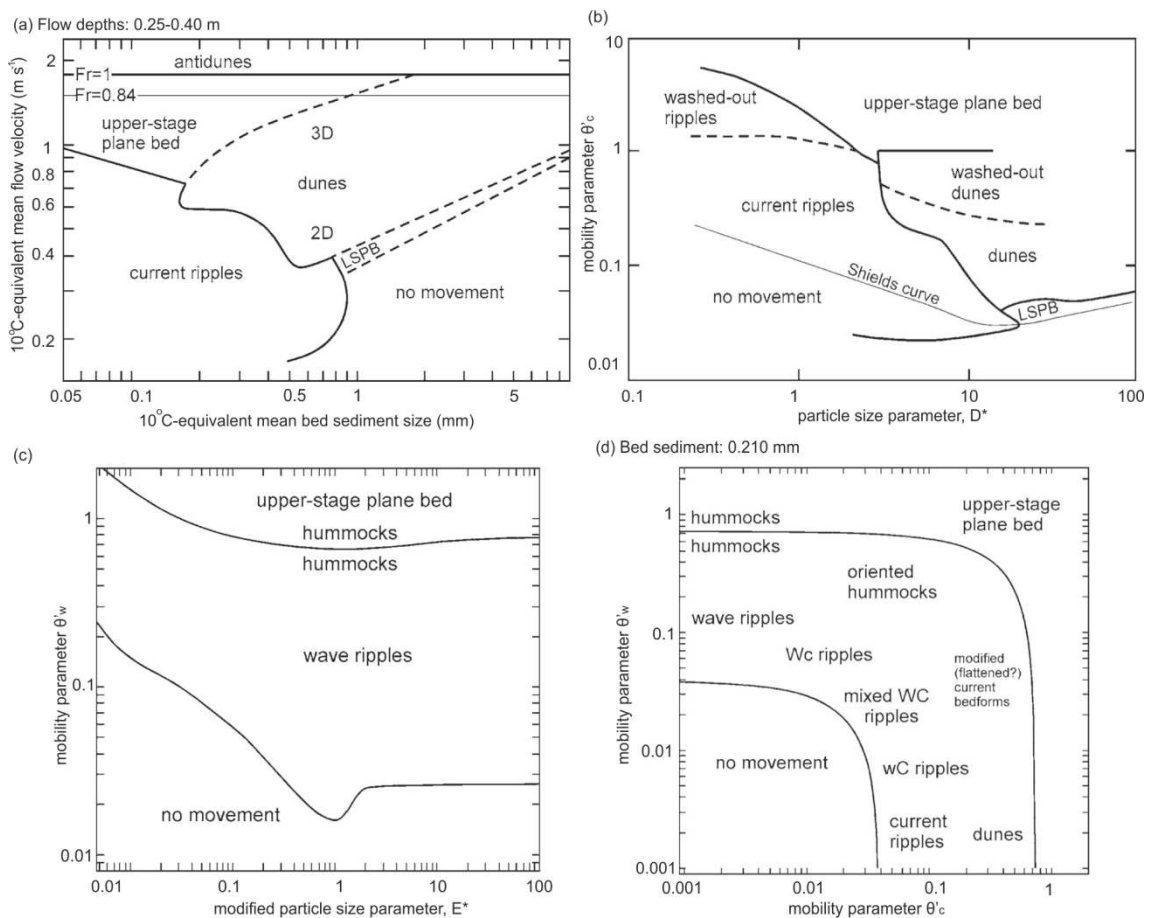 (a) Flow depths: 0.25-0.40 m
10°C-equivalent mean flow velocity (m s⁻¹)
2
1
0.8
0.6
0.4
0.2
antidunes
Fr=1
Fr=0.84
upper-stage
plane bed
3D
dunes
2D
LSPB
current ripples
no movement
0.05
0.1
0.5
1
5
10°C-equivalent mean bed sediment size (mm)
(b)
mobility parameter θ'c
10
1
0.1
0.01
washed-out
ripples
upper-stage plane bed
washed-out
dunes
current ripples
dunes
Shields curve
no movement
LSPB
0.1
1
10
100
particle size parameter, D*
(c)
mobility parameter θ'w
1
0.1
0.01
upper-stage plane bed
hummocks
hummocks
wave ripples
no movement
0.01
0.1
1
10
100
modified particle size parameter, E*
(d) Bed sediment: 0.210 mm
mobility parameter θ'w
1
0.1
0.01
0.001
upper-stage
plane bed
hummocks
hummocks
oriented
hummocks
wave ripples
Wc ripples
modified
(flattened?)
current
bedforms
mixed WC
ripples
no movement
wC ripples
current
ripples
dunes
0.001
0.01
0.1
1
mobility parameter θ'c